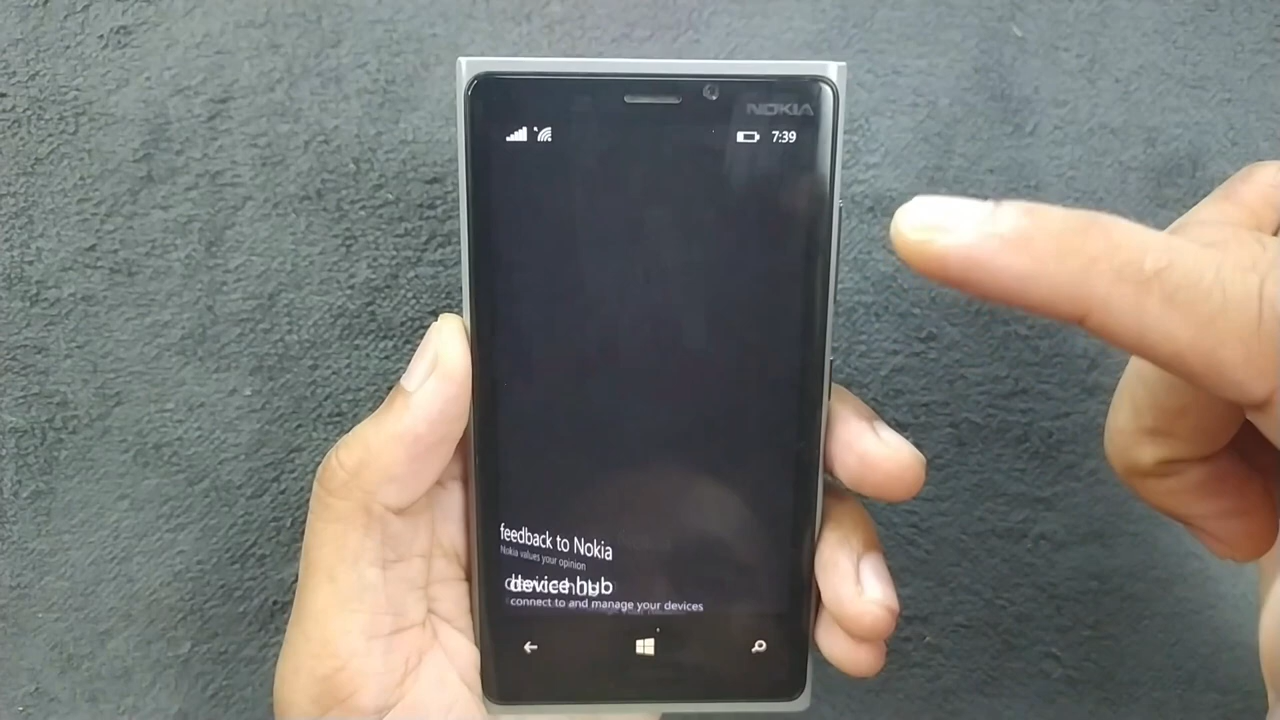 NOKIA
7:39
feedback to Nokia
Nokia values your opinion
device hub
connect to and manage your devices